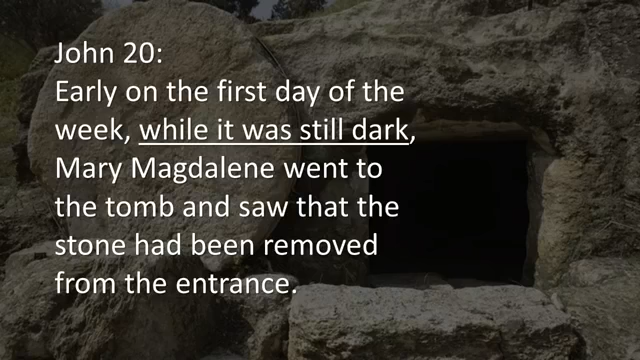 John 20:
Early on the first day of the
week, while it was still dark,
Mary Magdalene went to
the tomb and saw that the
stone had been removed
from the entrance.